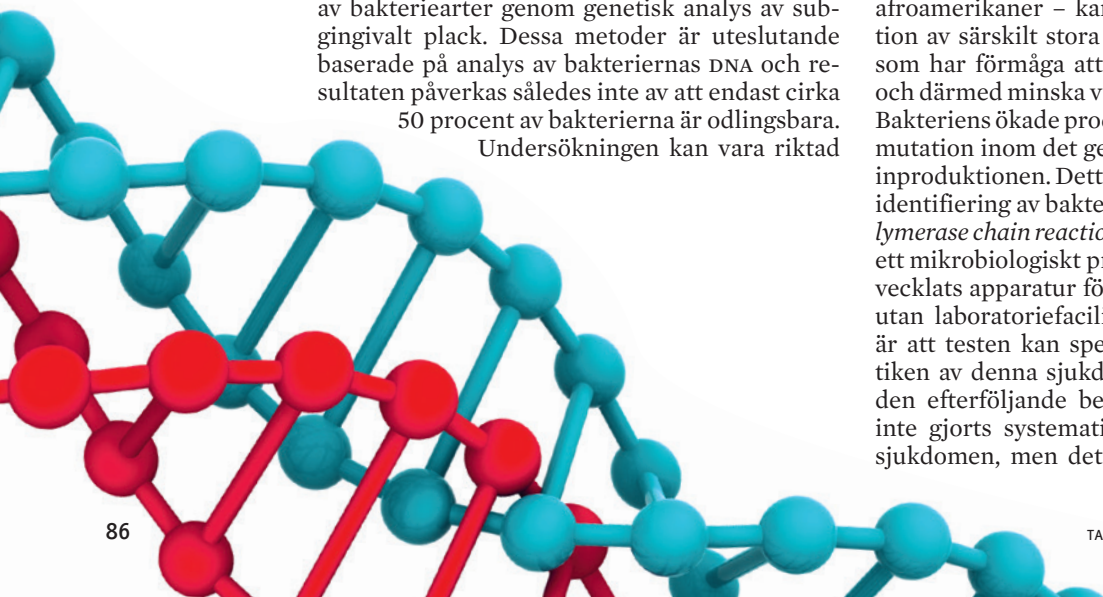 av bakteriearter genom genetisk analys av sub-
gingivalt plack. Dessa metoder är uteslutande
baserade på analys av bakteriernas DNA och re-
sultaten påverkas således inte av att endast cirka
50 procent av bakterierna är odlingsbara.
Undersökningen kan vara riktad
afroamerikaner – kan
tion av särskilt stora
som har förmåga att
och därmed minska v
Bakteriens ökade proc
mutation inom det ge
inproduktionen. Dett
identifiering av bakte
lymerase chain reactio
ett mikrobiologiskt pr
vecklats apparatur fö
utan laboratoriefacili
är att testen kan spe
tiken av denna sjukd
den efterföljande be
inte gjorts systemati
sjukdomen, men det
86
TA